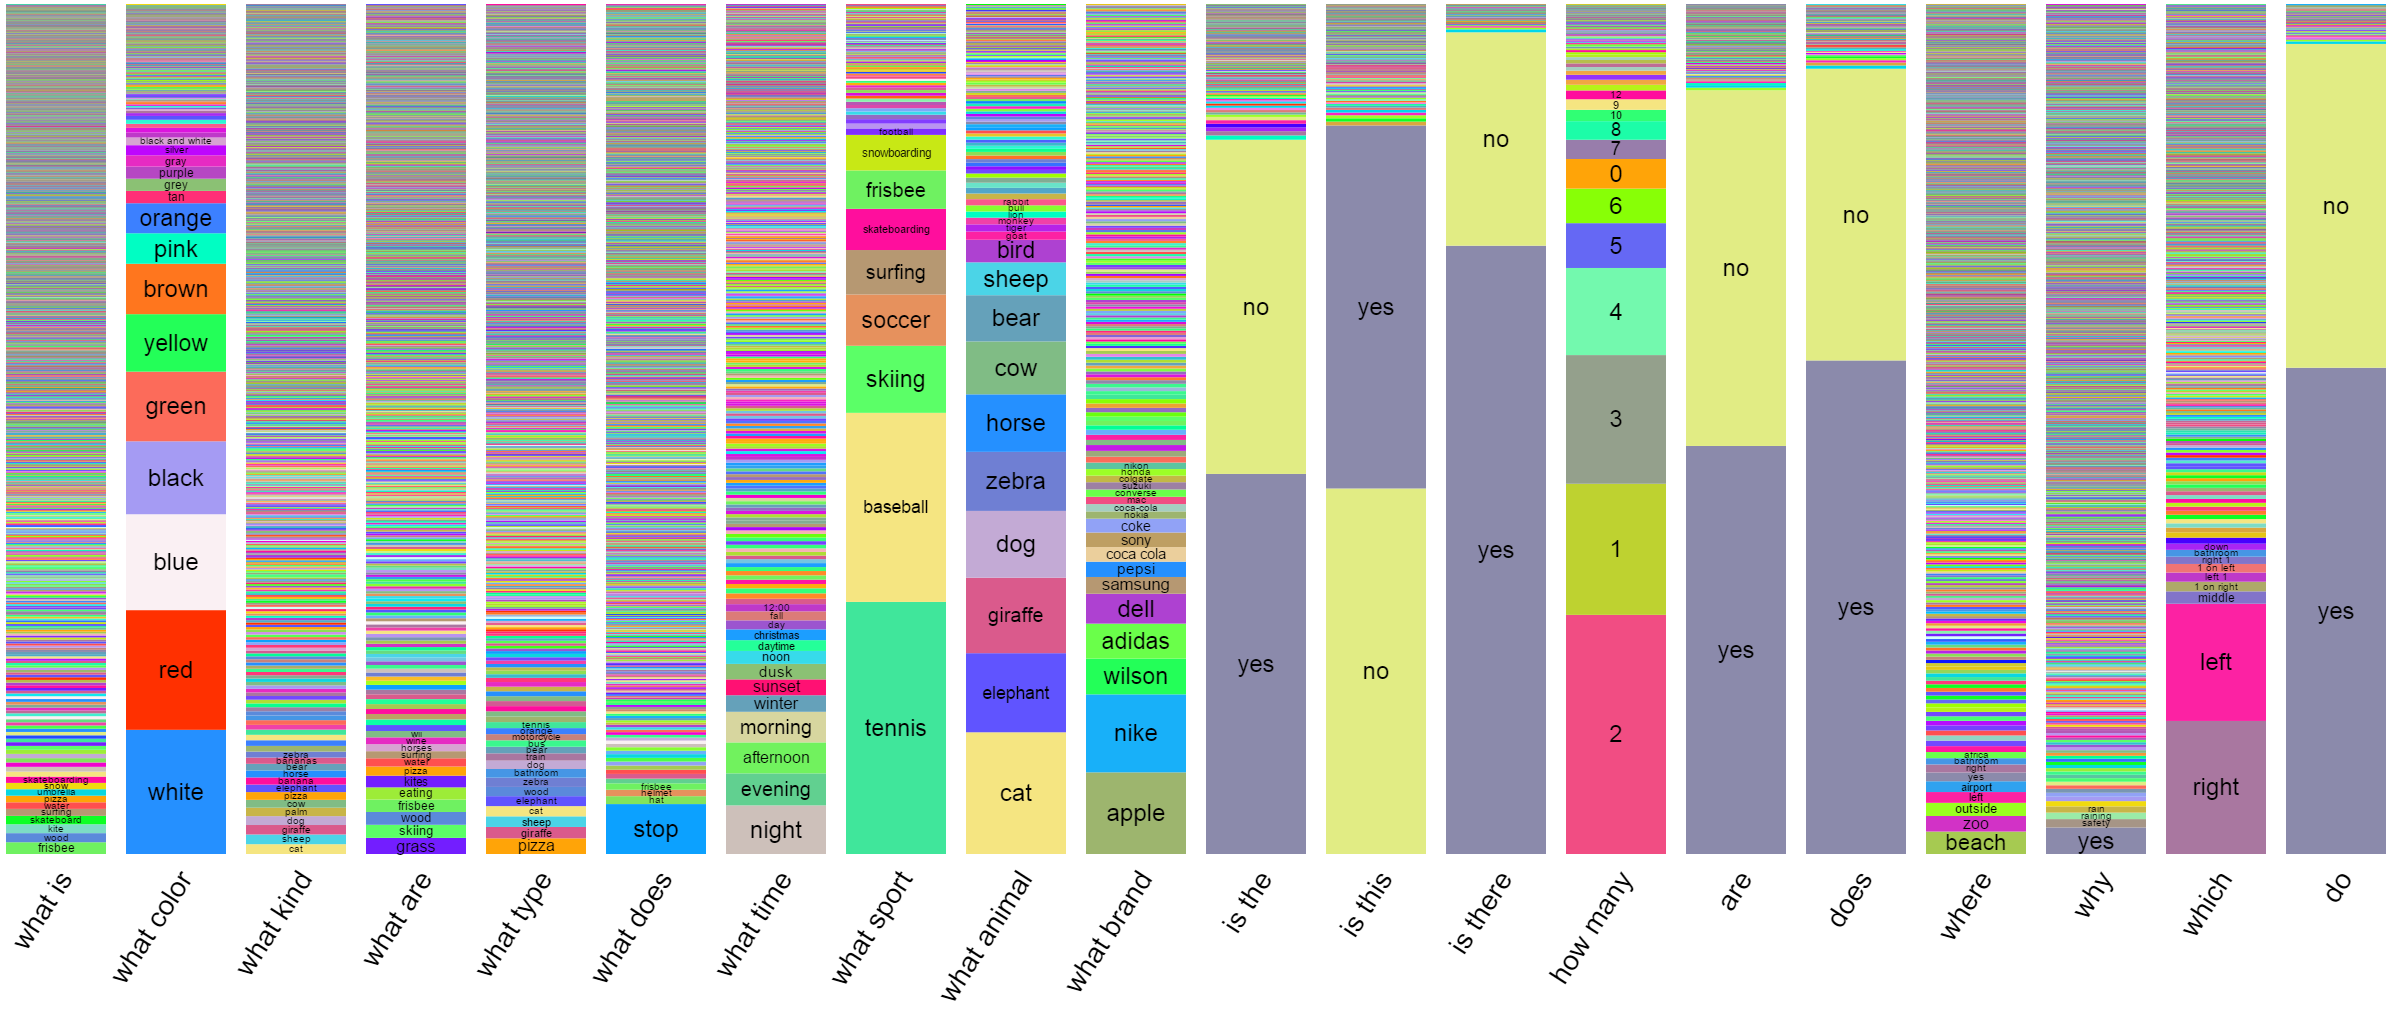 skateboarding
snow
umbrella
pizza
water
surfing
skateboard
kite
wood
frisbee
what is
black and white
silver
gray
purple
grey
tan
orange
pink
brown
yellow
green
black
blue
red
white
what color
zebra
bananas
bear
horse
banana
elephant
pizza
cow
palm
dog
giraffe
sheep
cat
what kind
wii
wine
horses
surfing
water
pizza
kites
eating
frisbee
wood
skiing
grass
what are
tennis
orange
motorcycle
bus
bear
train
dog
bathroom
zebra
wood
elephant
cat
sheep
giraffe
pizza
what type
frisbee
helmet
hat
stop
what does
12:00
fall
day
christmas
daytime
noon
dusk
sunset
winter
morning
afternoon
evening
night
what time
football
snowboarding
frisbee
skateboarding
surfing
soccer
skiing
baseball
tennis
what sport
rabbit
bull
lion
monkey
tiger
goat
bird
sheep
bear
cow
horse
zebra
dog
giraffe
elephant
cat
what animal
nikon
honda
colgate
suzuki
converse
mac
coca-cola
nokia
coke
sony
coca cola
pepsi
samsung
dell
adidas
wilson
nike
apple
what brand
no
yes
is the
yes
no
is this
no
yes
is there
12
9
10
8
7
0
6
5
4
3
1
2
how many
no
yes
are
no
yes
does
africa
bathroom
right
yes
airport
left
outside
zoo
beach
where
rain
raining
safety
yes
why
down
bathroom
right 1
1 on left
left 1
1 on right
middle
left
right
which
no
yes
do